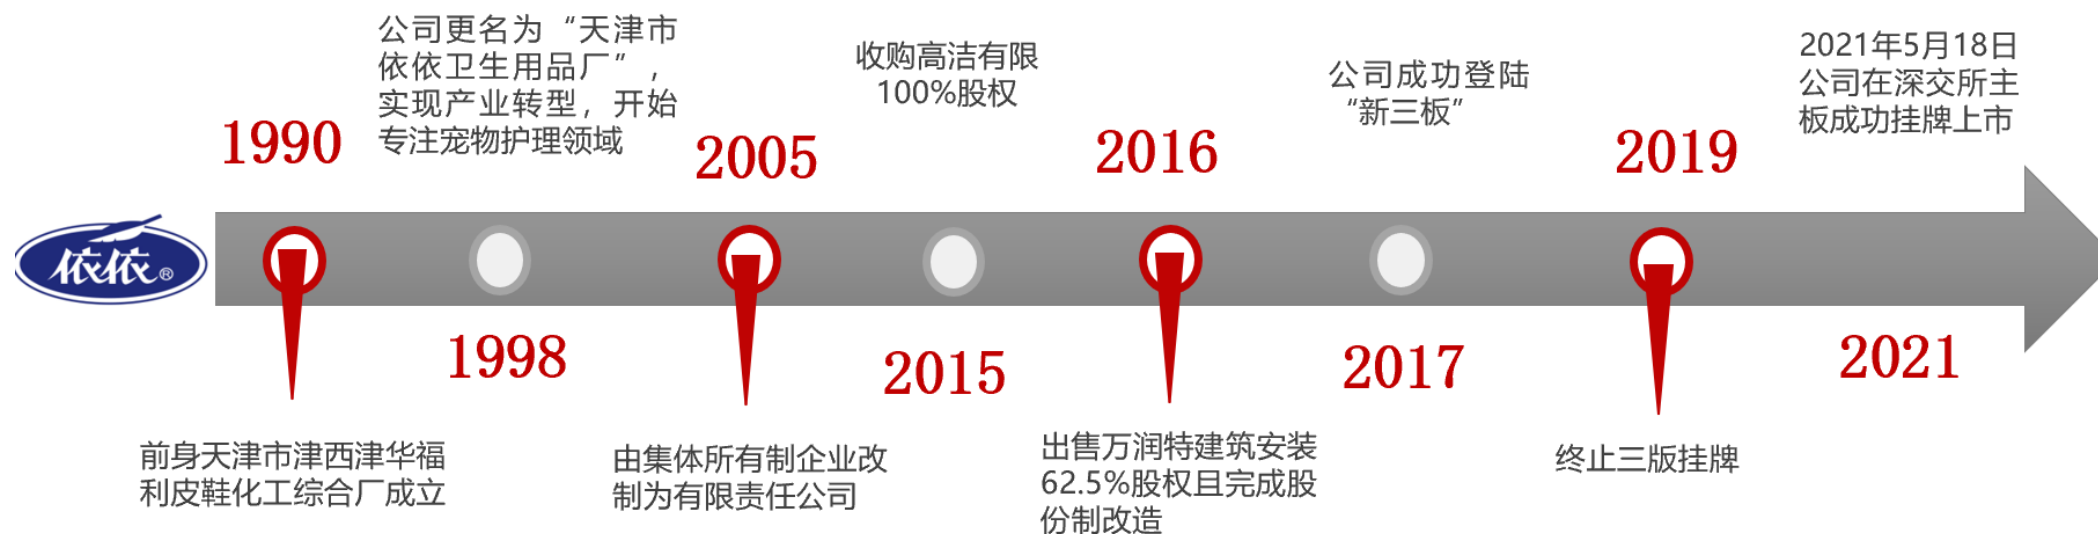 依依®
1990
前身天津市津西津华福
利皮鞋化工综合厂成立
公司更名为“天津市
依依卫生用品厂”，
实现产业转型，开始
专注宠物护理领域
1998
2005
由集体所有制企业改
制为有限责任公司
收购高洁有限
100%股权
2015
2016
出售万润特建筑安装
62.5%股权且完成股
份制改造
公司成功登陆
“新三板”
2017
2019
终止三版挂牌
2021年5月18日
公司在深交所主
板成功挂牌上市
2021